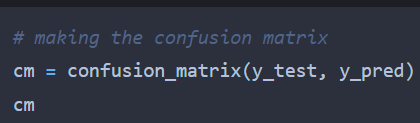 # making the confusion matrix
cm = confusion_matrix(y_test, y_pred)
cm